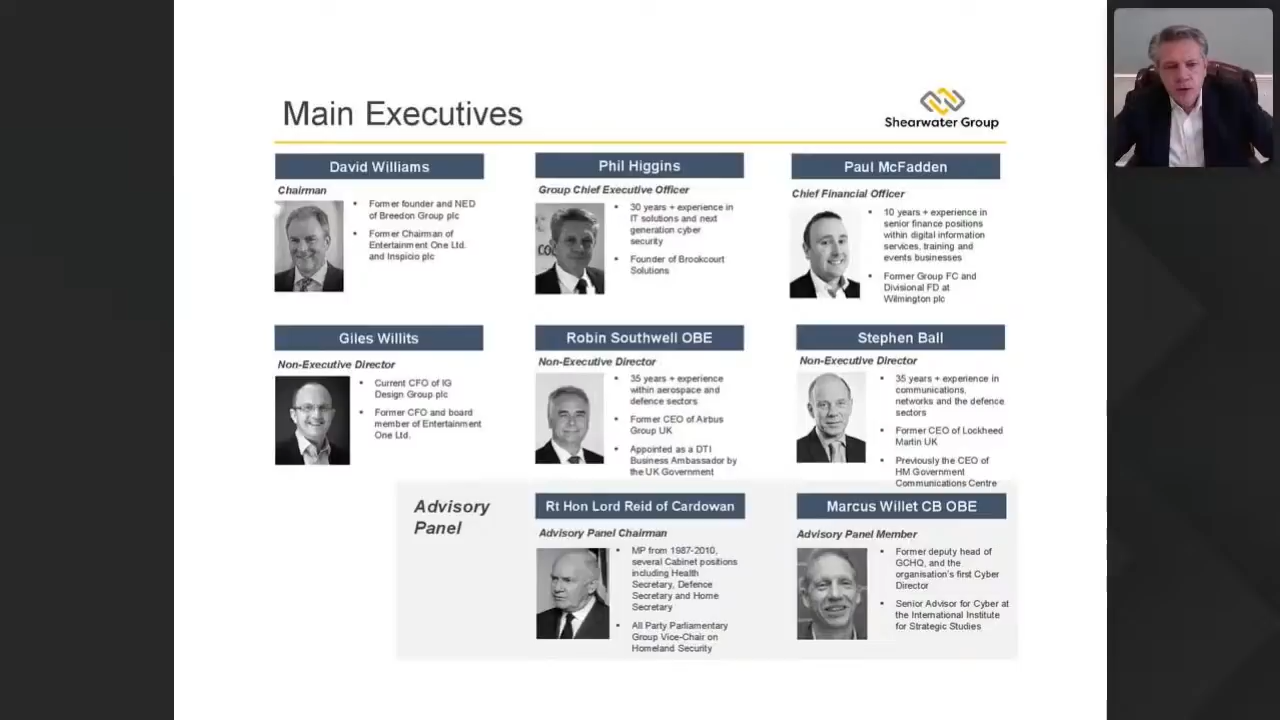 Main Executives
Shearwater Group
David Williams
Chairman
• Former founder and NED
of Breedon Group plc
• Former Chairman of
Entertainment One Ltd.
and Inspicio plc
Phil Higgins
Group Chief Executive Officer
• 30 years + experience in
IT solutions and next
generation cyber
security
• Founder of Brookcourt
Solutions
Paul McFadden
Chief Financial Officer
• 10 years + experience in
senior finance positions
within digital information
services, training and
events businesses
• Former Group FC and
Divisional FD at
Wilmington plc
Giles Willits
Non-Executive Director
• Current CFO of IG
Design Group plc
• Former CFO and board
member of Entertainment
One Ltd.
Robin Southwell OBE
Non-Executive Director
• 35 years + experience
within aerospace and
defence sectors
• Former CEO of Airbus
Group UK
• Appointed as a DTI
Business Ambassador by
the UK Government
Stephen Ball
Non-Executive Director
• 35 years + experience in
communications,
networks and the defence
sectors
• Former CEO of Lockheed
Martin UK
• Previously the CEO of
HM Government
Communications Centre
Advisory
Panel
Rt Hon Lord Reid of Cardowan
Advisory Panel Chairman
• MP from 1987-2010,
several Cabinet positions
including Health
Secretary, Defence
Secretary and Home
Secretary
• All Party Parliamentary
Group Vice-Chair on
Homeland Security
Marcus Willet CB OBE
Advisory Panel Member
• Former deputy head of
GCHQ, and the
organisation's first Cyber
Director
• Senior Advisor for Cyber at
the International Institute
for Strategic Studies